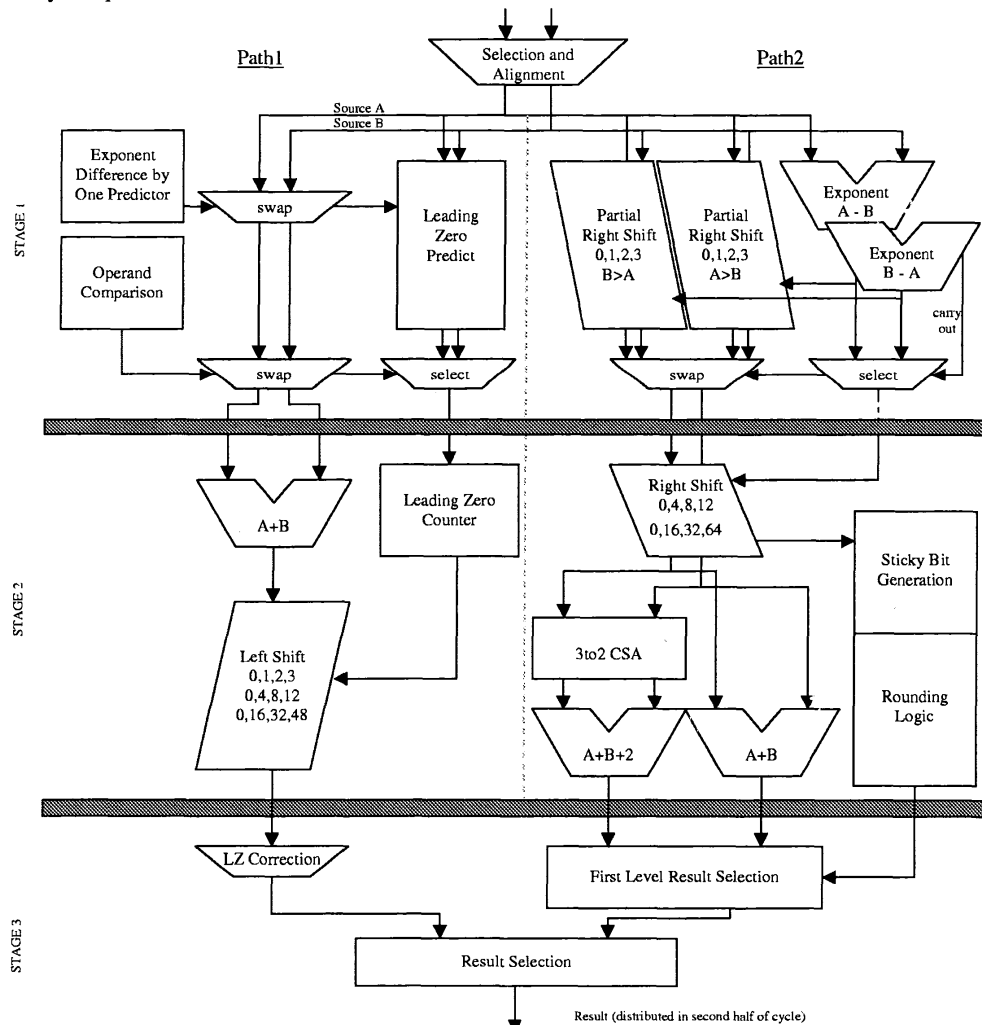 Path1
Selection and
Alignment
Path2
Source A
Source B
STAGE 1
Exponent
Difference by
One Predictor
swap
Leading
Zero
Predict
Partial
Right Shift
0,1,2,3
B>A
Partial
Right Shift
0,1,2,3
A>B
Exponent
A - B
Exponent
B - A
Operand
Comparison
carry
out
swap
select
swap
select
STAGE 2
A+B
Leading Zero
Counter
Right Shift
0,4,8,12
0,16,32,64
Sticky Bit
Generation
Left Shift
0,1,2,3
0,4,8,12
0,16,32,48
3to2 CSA
Rounding
Logic
A+B+2
A+B
STAGE 3
LZ Correction
First Level Result Selection
Result Selection
Result (distributed in second half of cycle)